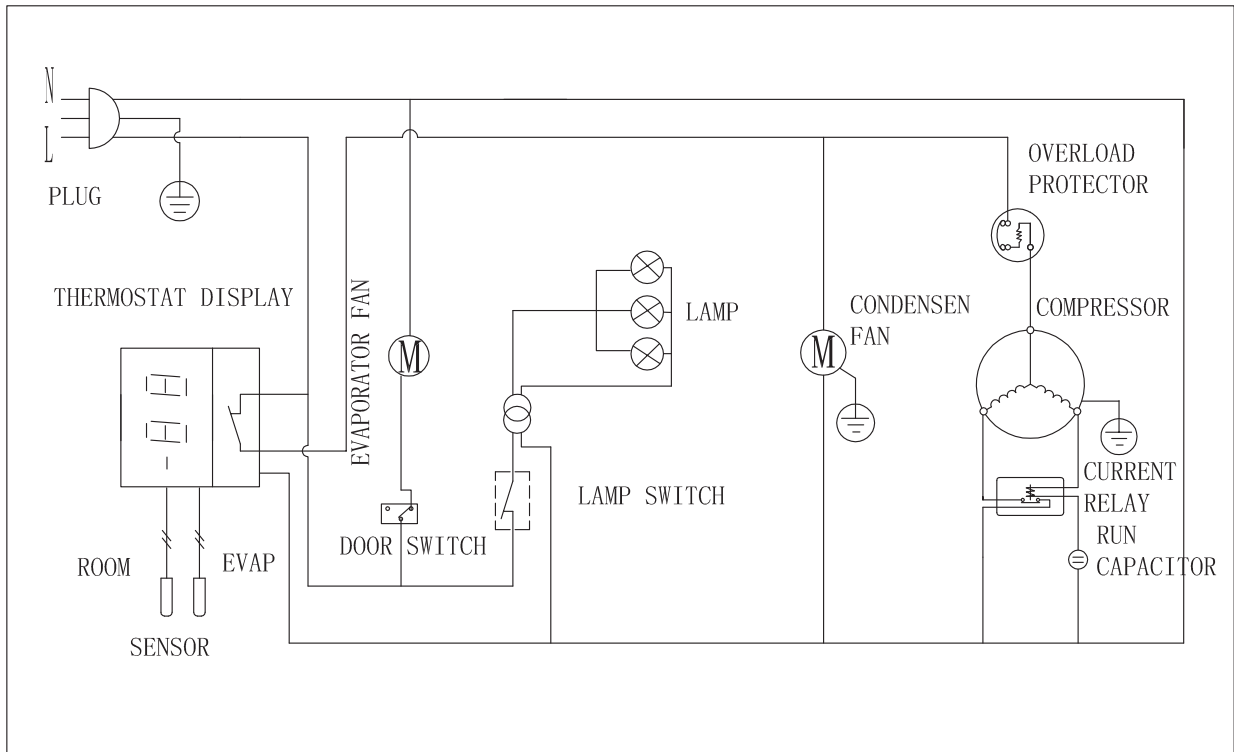 N
L
PLUG
OVERLOAD
PROTECTOR
THERMOSTAT DISPLAY
EVAPORATOR FAN
M
LAMP
CONDENSEN
FAN
M
COMPRESSOR
LAMP SWITCH
DOOR SWITCH
CURRENT
RELAY
RUN
CAPACITOR
ROOM
EVAP
SENSOR